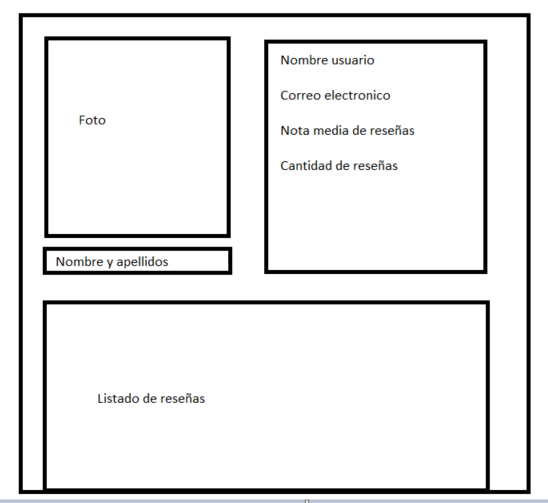 Foto
Nombre y apellidos
Nombre usuario
Correo electronico
Nota media de reseñas
Cantidad de reseñas
Listado de reseñas